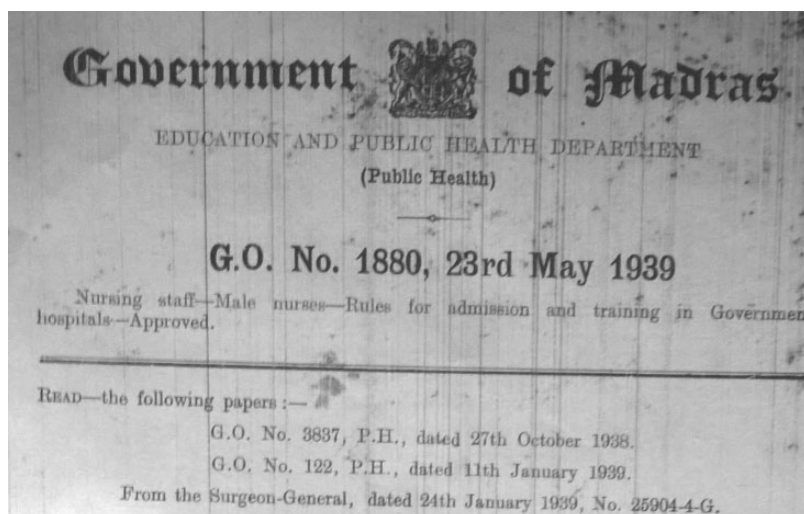 Government of Madras
EDUCATION AND PUBLIC HEALTH DEPARTMENT
(Public Health)
G.O. No. 1880, 23rd May 1939
Nursing staff—Male nurses—Rules for admission and training in Governmen
hospitals—Approved.
READ—the following papers:—
G.O. No. 3837, P.H., dated 27th October 1938.
G.O. No. 122, P.H., dated 11th January 1939.
From the Surgeon-General, dated 24th January 1939, No. 25904-4-G.